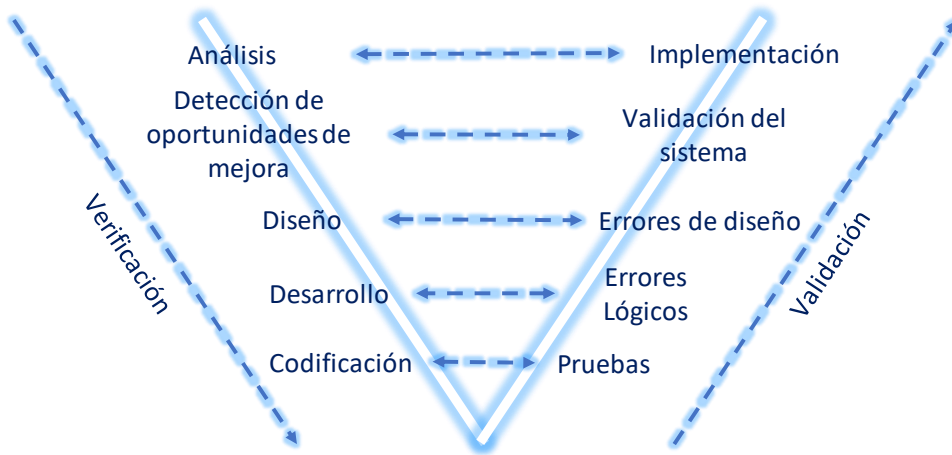 Análisis
Implementación
Detección de
oportunidades de
mejora
Validación del
sistema
Verificación
Validación
Diseño
Errores de diseño
Desarrollo
Errores
Lógicos
Codificación
Pruebas